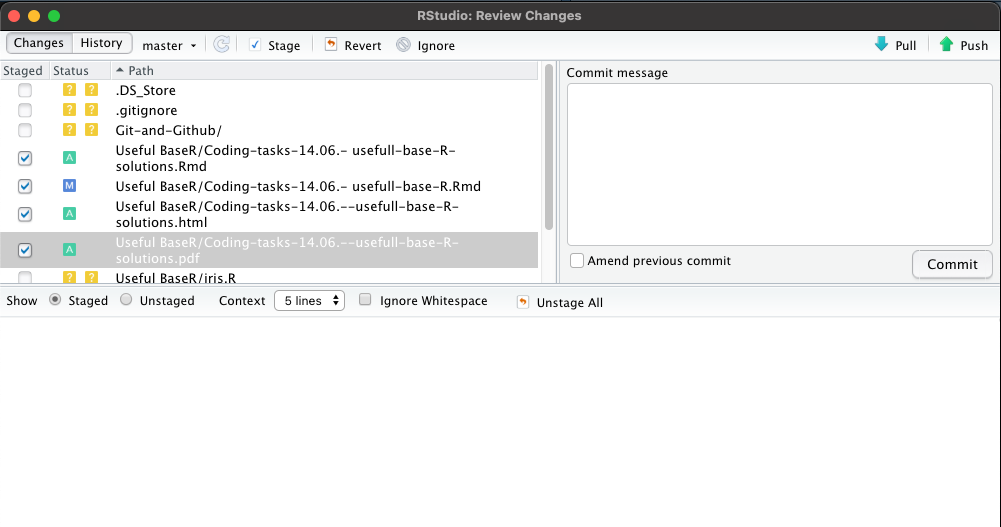 RStudio: Review Changes
Changes History master Stage Revert Ignore Pull Push
Staged Status Path
? ? .DS_Store
? ? .gitignore
? ? Git-and-Github/
A Useful BaseR/Coding-tasks-14.06.- usefull-base-R-
solutions.Rmd
M Useful BaseR/Coding-tasks-14.06.- usefull-base-R.Rmd
A Useful BaseR/Coding-tasks-14.06.--usefull-base-R-
solutions.html
A Useful BaseR/Coding-tasks-14.06.--usefull-base-R-
solutions.pdf
? ? Useful BaseR/iris.R
Commit message
Amend previous commit Commit
Show Staged Unstaged Context 5 lines Ignore Whitespace Unstage All